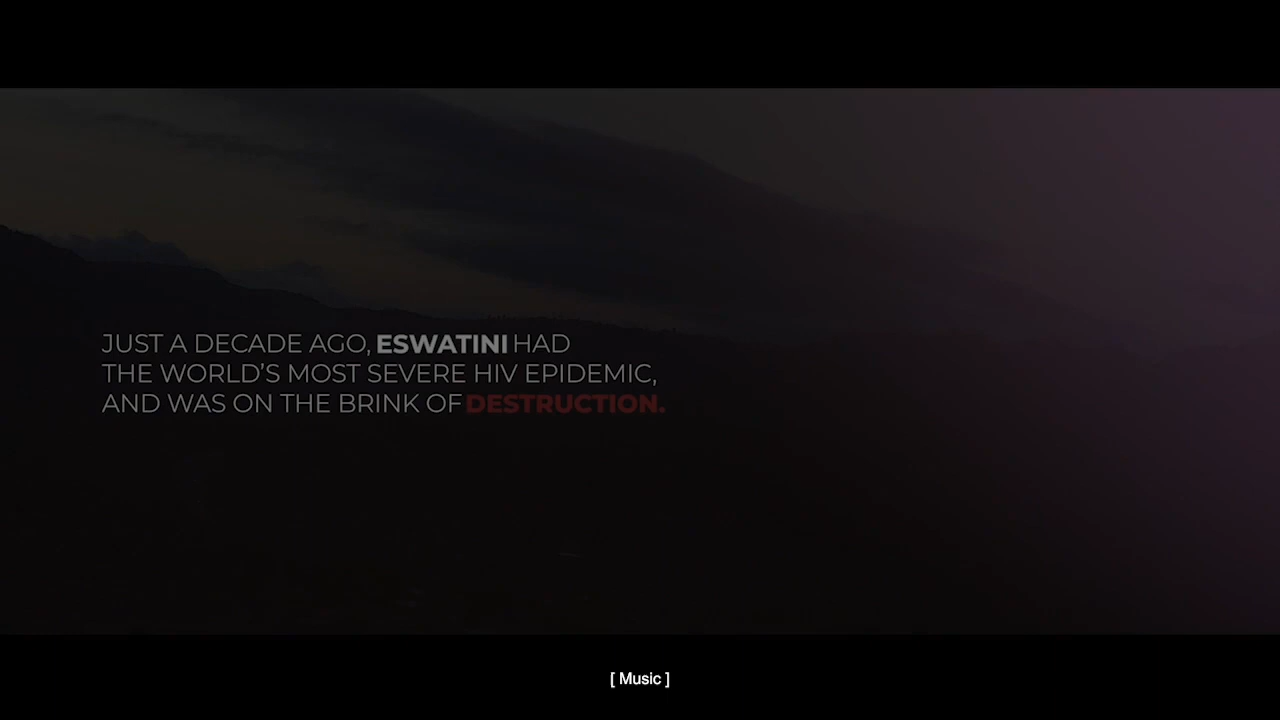 JUST A DECADE AGO, ESWATINI HAD
THE WORLD'S MOST SEVERE HIV EPIDEMIC,
AND WAS ON THE BRINK OF DESTRUCTION.
[ Music ]